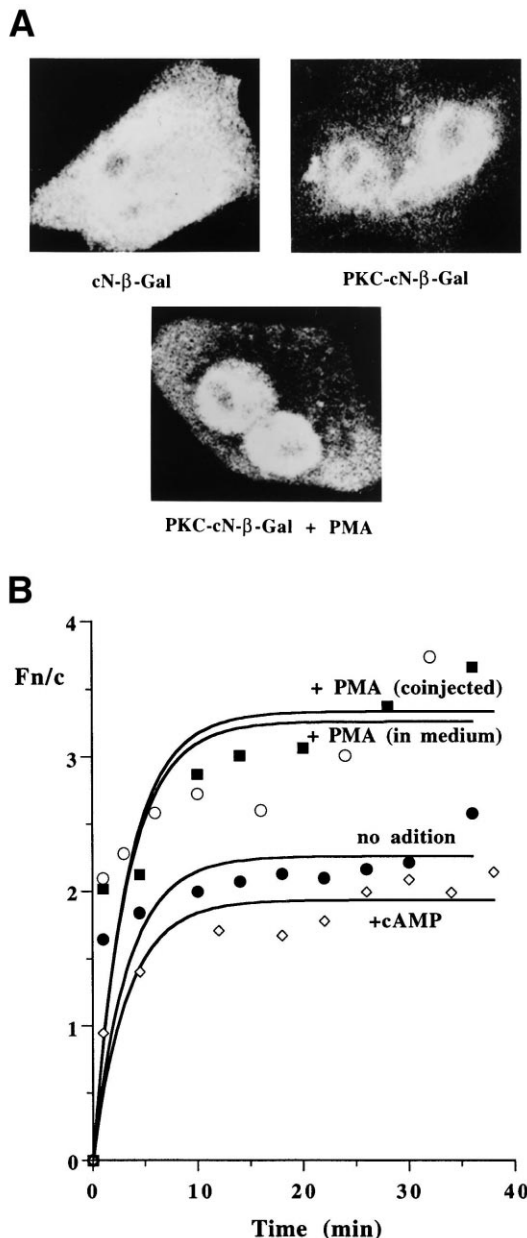 A
cN-β-Gal
PKC-cN-β-Gal
PKC-cN-β-Gal + PMA
B
4
Fn/c
+ PMA (coinjected)
+ PMA (in medium)
3
no adition
2
+cAMP
1
0
0 10 20 30 40
Time (min)